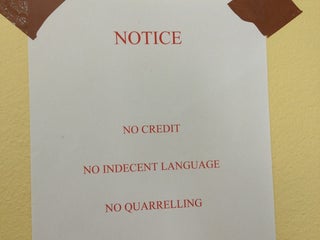 NOTICE
NO CREDIT
NO INDECENT LANGUAGE
NO QUARRELLING